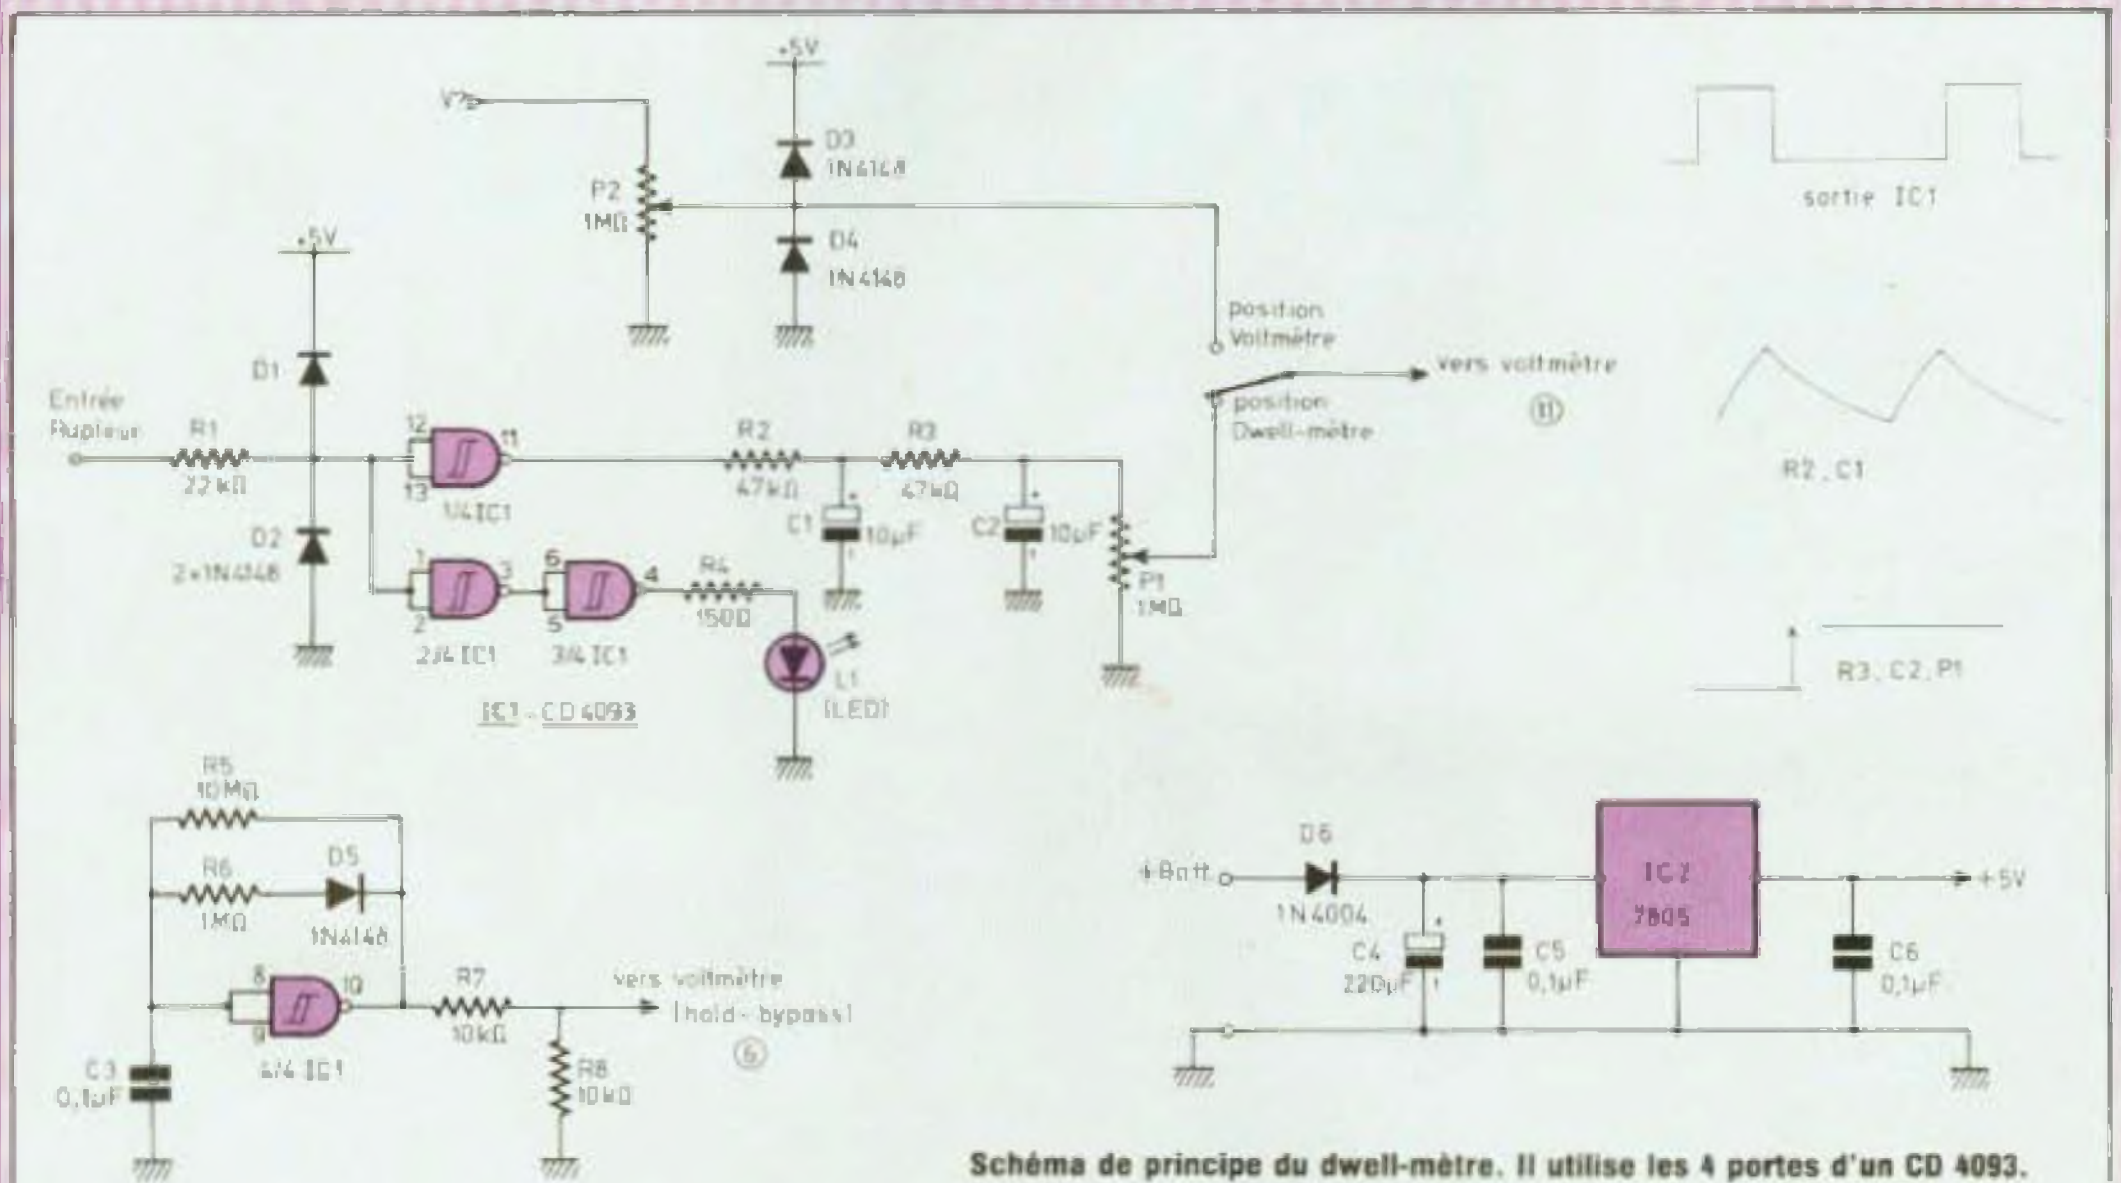 +5V
V
D3
1N4148
P2
1MΩ
D4
1N4148
sortie IC1
+5V
position
Voltmètre
D1
vers voltmètre
11
Entrée
position
Dwell-mètre
R1
22kΩ
12
13
11
1/4 IC1
R2
47kΩ
R3
47kΩ
R2, C1
C1
10µF
C2
10µF
D2
2×1N4148
1
2
3
2/4 IC1
6
5
4
3/4 IC1
R4
150Ω
P1
1MΩ
L1
(LED)
R3, C2, P1
IC1 - CD 4093
R5
10MΩ
R6
1MΩ
D5
1N4148
8
9
10
4/4 IC1
R7
10kΩ
vers voltmètre
(hold-bypass)
6
R8
10kΩ
C3
0,1µF
+Batt.
D6
1N4004
C4
220µF
C5
0,1µF
IC2
7805
C6
0,1µF
+5V
Schéma de principe du dwell-mètre. Il utilise les 4 portes d'un CD 4093.